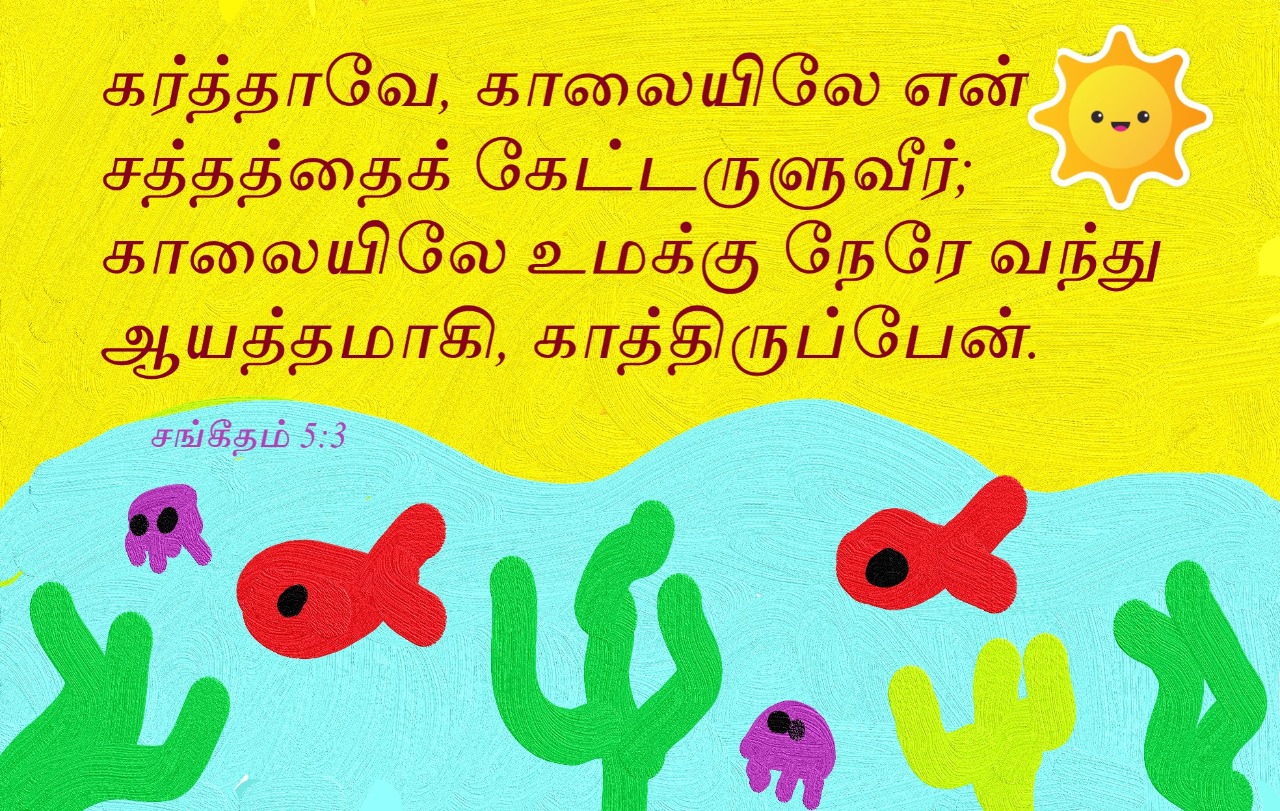 கர்த்தாவே, காலையிலே என்
சத்தத்தைக் கேட்டருளுவீர்;
காலையிலே உமக்கு நேரே வந்து
ஆயத்தமாகி, காத்திருப்பேன்.
சங்கீதம் 5:3